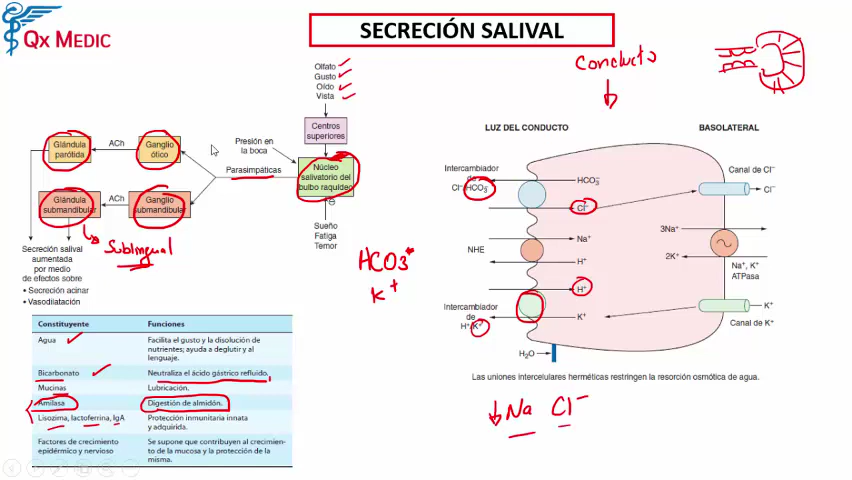 Qx MEDIC
SECRECIÓN SALIVAL
Olfato
Gusto
Oído
Vista
Centros
superiores
Presión en
la boca
Parasimpáticas
Núcleo
salivatorio del
bulbo raquídeo
Sueño
Fatiga
Temor
Ganglio
ótico
ACh
Glándula
parótida
Ganglio
submandibular
ACh
Glándula
submandibular
Sublingual
Secreción salival
aumentada
por medio
de efectos sobre
• Secreción acinar
• Vasodilatación
HCO3
K+
Constituyente Funciones
Agua Facilita el gusto y la disolución de
nutrientes; ayuda a deglutir y al
lenguaje.
Bicarbonato Neutraliza el ácido gástrico refluido.
Mucinas Lubricación.
Amilasa Digestión de almidón.
Lisozima, lactoferrina, IgA Protección inmunitaria innata
y adquirida.
Factores de crecimiento Se supone que contribuyen al crecimien-
epidérmico y nervioso to de la mucosa y la protección de la
misma.
Conducto
LUZ DEL CONDUCTO BASOLATERAL
Intercambiador
de
Cl⁻/HCO₃⁻
HCO₃⁻
Cl⁻
Canal de Cl⁻
Cl⁻
NHE
Na⁺
H⁺
3Na⁺
2K⁺
Na⁺, K⁺
ATPasa
H⁺
Intercambiador
de
H⁺/K⁺
K⁺
K⁺
Canal de K⁺
H₂O
Las uniones intercelulares herméticas restringen la resorción osmótica de agua.
↓ Na Cl⁻